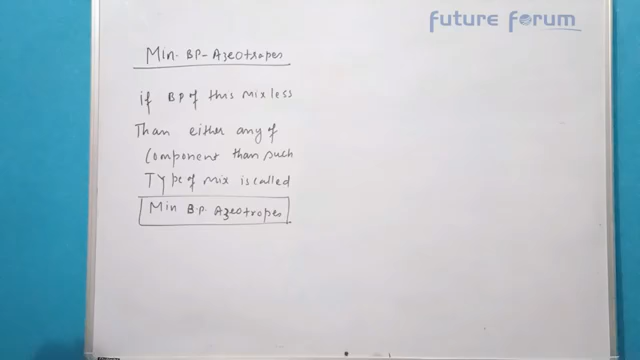 future Forum
Min. BP-Azeotropes
if BP of this mix less
Than either any of
Component than such
Type of mix is called
Min B.P. Azeotropes